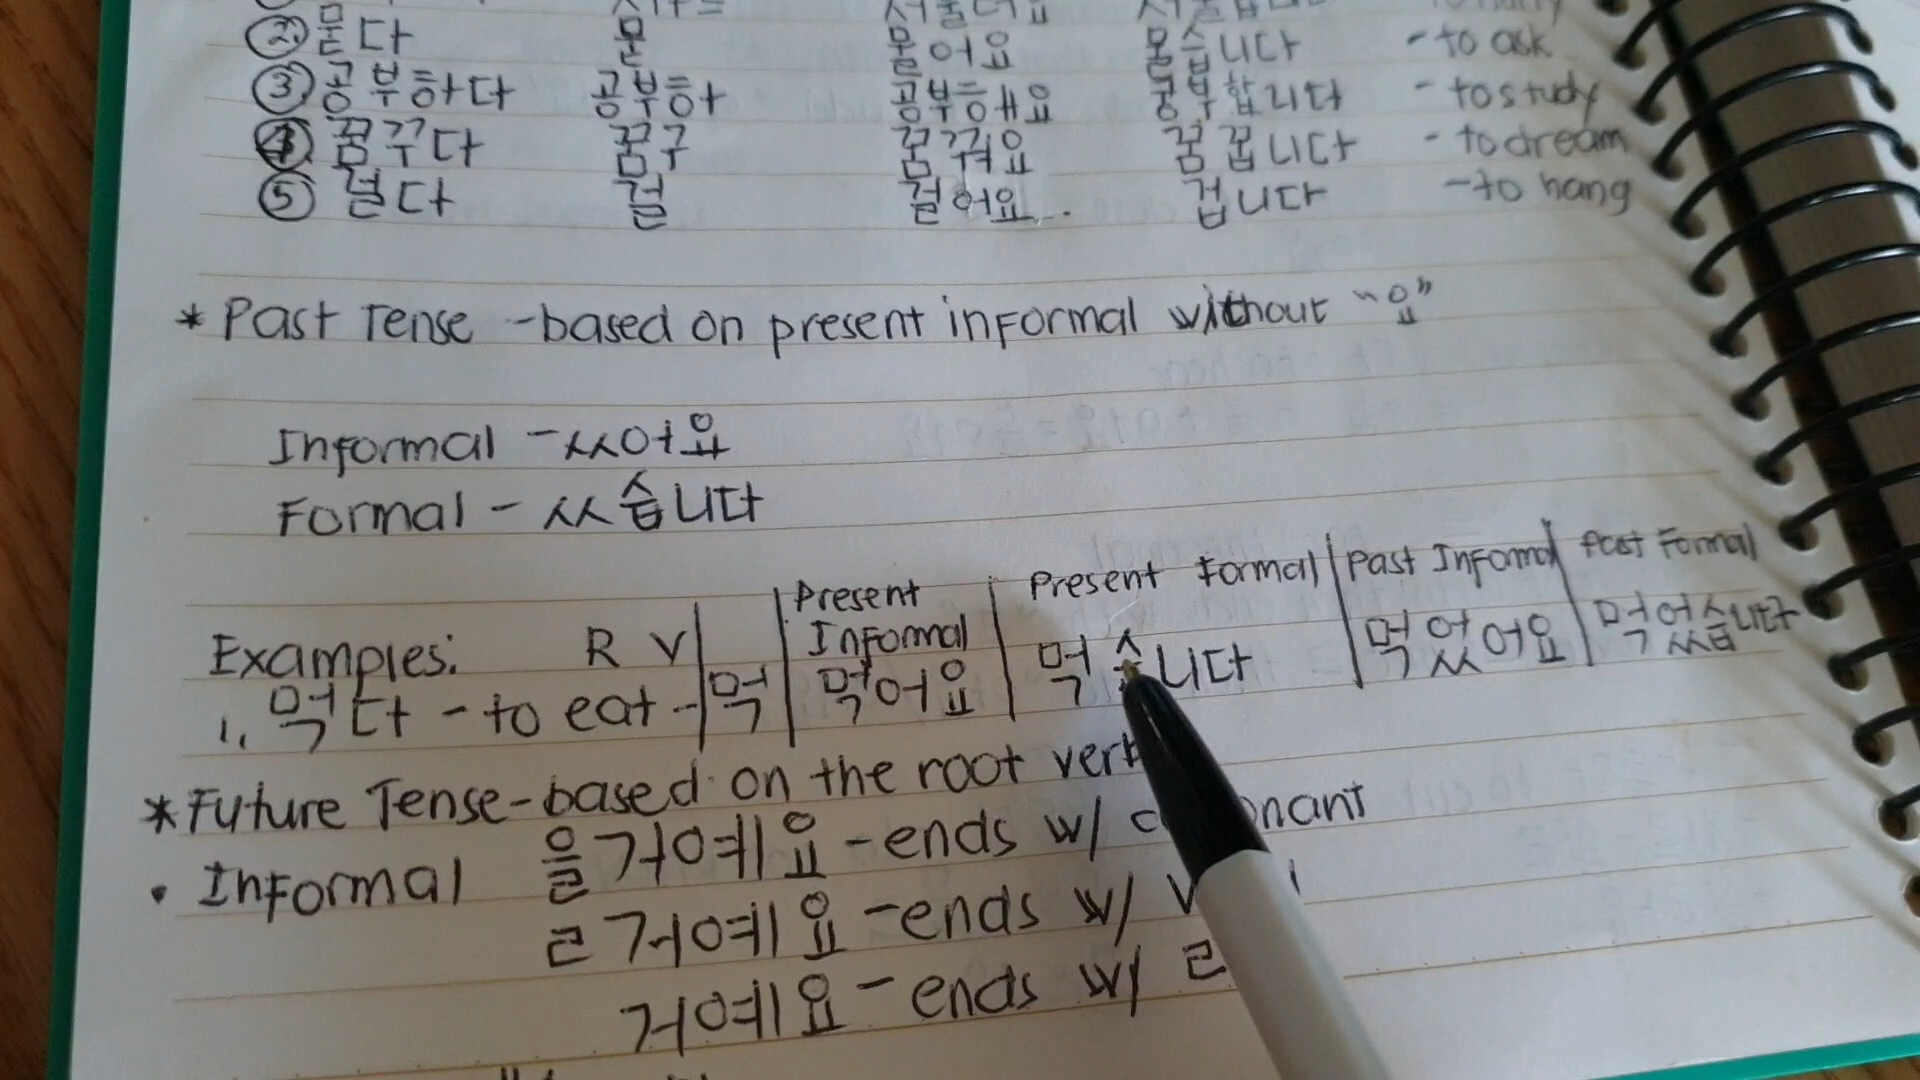 ② 묻다 묻 물어요 묻습니다 - to ask
③ 공부하다 공부하 공부해요 공부합니다 - to study
④ 꿈꾸다 꿈꾸 꿈꿔요 꿈꿉니다 - to dream
⑤ 걸다 걸 걸어요. 겁니다 - to hang
* Past Tense - based on present informal without "요"
Informal - ㅆ어요
Formal - ㅆ습니다
Examples: R V | Present Informal | Present Formal | Past Informal | Past Formal
1. 먹다 - to eat - | 먹 | 먹어요 | 먹습니다 | 먹었어요 | 먹었습니다
* Future Tense - based on the root verb
• Informal 을거예요 - ends w/
ㄹ거예요 - ends w/
거예요 - ends w/ ㄹ